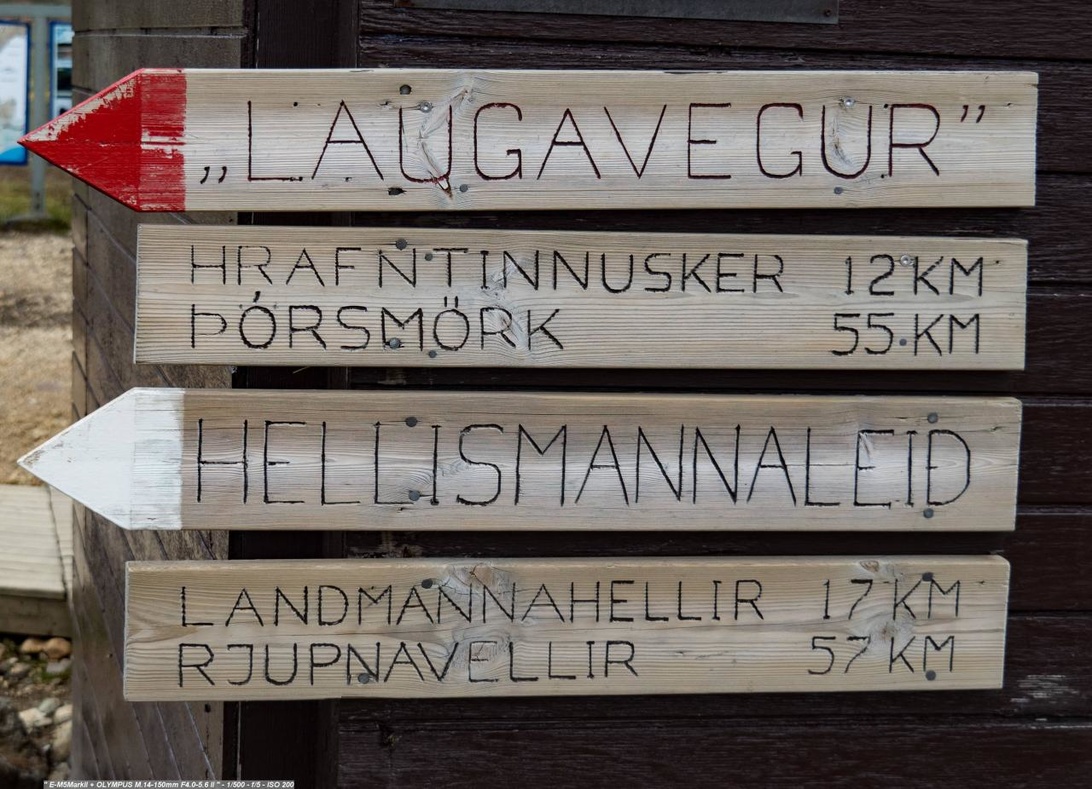 „LAUGAVEGUR”
HRAFNTINNUSKER 12 KM
ÞÓRSMÖRK 55 KM
HELLISMANNALEIÐ
LANDMANNAHELLIR 17 KM
RJUPNAVELLIR 57 KM
" E-M5MarkII + OLYMPUS M.14-150mm F4.0-5.6 II " - 1/500 - f/5 - ISO 200